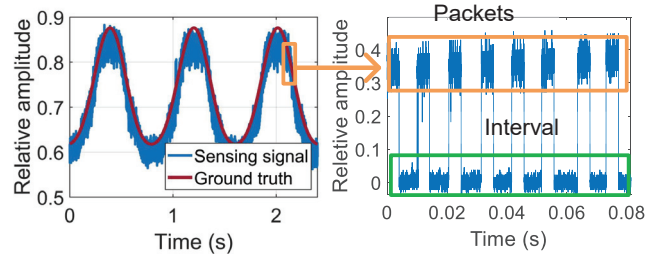 Packets
Relative amplitude
0.9
0.8
0.7
0.6
0.5
Sensing signal
Ground truth
0
1
2
Time (s)
Reletive amplitude
0.4
0.3
0.2
0.1
0
Interval
0
0.02
0.04
0.06
0.08
Time (s)